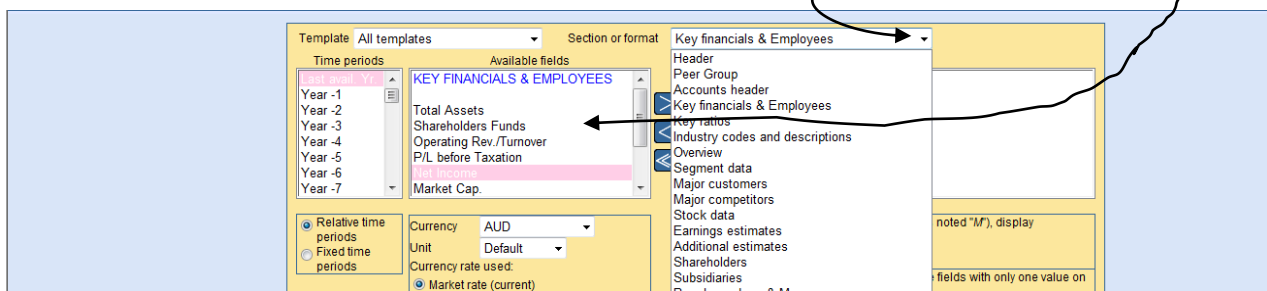 Template All templates Section or format Key financials & Employees
Time periods Available fields
Last avail. Yr.
Year -1
Year -2
Year -3
Year -4
Year -5
Year -6
Year -7
KEY FINANCIALS & EMPLOYEES
Total Assets
Shareholders Funds
Operating Rev./Turnover
P/L before Taxation
Net Income
Market Cap.
Header
Peer Group
Accounts header
Key financials & Employees
Key ratios
Industry codes and descriptions
Overview
Segment data
Major customers
Major competitors
Stock data
Earnings estimates
Additional estimates
Shareholders
Subsidiaries
Relative time
periods
Fixed time
periods
Currency AUD
Unit Default
Currency rate used:
Market rate (current)
noted "M"), display
fields with only one value on